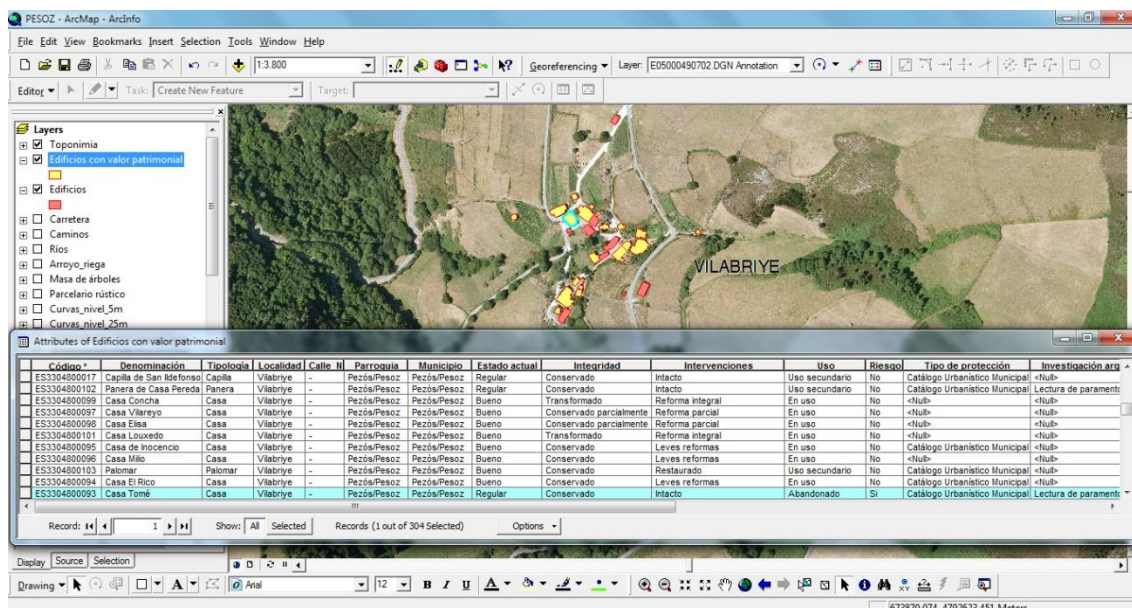 PESOZ - ArcMap - ArcInfo
File Edit View Bookmarks Insert Selection Tools Window Help
1:3.800 Georeferencing Layer: E05000490702.DGN Annotation
Editor Task: Create New Feature Target:
Layers
Toponimia
Edificios con valor patrimonial
Edificios
Carretera
Caminos
Ríos
Arroyo_riega
Masa de árboles
Parcelario rústico
Curvas_nivel_5m
Curvas_nivel_25m
VILABRIYE
Attributes of Edificios con valor patrimonial
Código * Denominación Tipología Localidad Calle N Parroquia Municipio Estado actual Integridad Intervenciones Uso Riesgo Tipo de protección Investigación arq
ES3304800017 Capilla de San Ildefonso Capilla Vilabriye - Pezós/Pesoz Pezós/Pesoz Regular Conservado Intacto Uso secundario No Catálogo Urbanístico Municipal <Null>
ES3304800102 Panera de Casa Pereda Panera Vilabriye - Pezós/Pesoz Pezós/Pesoz Regular Conservado Intacto Uso secundario No Catálogo Urbanístico Municipal Lectura de paramento
ES3304800099 Casa Concha Casa Vilabriye - Pezós/Pesoz Pezós/Pesoz Bueno Transformado Reforma integral En uso No <Null> <Null>
ES3304800097 Casa Vilareyo Casa Vilabriye - Pezós/Pesoz Pezós/Pesoz Bueno Conservado parcialmente Reforma parcial En uso No <Null> <Null>
ES3304800098 Casa Elisa Casa Vilabriye - Pezós/Pesoz Pezós/Pesoz Bueno Conservado parcialmente Reforma parcial En uso No <Null> <Null>
ES3304800101 Casa Louxedo Casa Vilabriye - Pezós/Pesoz Pezós/Pesoz Bueno Transformado Reforma integral En uso No <Null> <Null>
ES3304800095 Casa de Inocencio Casa Vilabriye - Pezós/Pesoz Pezós/Pesoz Bueno Conservado Leves reformas En uso No Catálogo Urbanístico Municipal <Null>
ES3304800096 Casa Milio Casa Vilabriye - Pezós/Pesoz Pezós/Pesoz Bueno Conservado Leves reformas En uso No <Null> <Null>
ES3304800103 Palomar Palomar Vilabriye - Pezós/Pesoz Pezós/Pesoz Bueno Conservado Restaurado Uso secundario No Catálogo Urbanístico Municipal <Null>
ES3304800094 Casa El Rico Casa Vilabriye - Pezós/Pesoz Pezós/Pesoz Bueno Conservado Leves reformas En uso No Catálogo Urbanístico Municipal <Null>
ES3304800093 Casa Tomé Casa Vilabriye - Pezós/Pesoz Pezós/Pesoz Regular Conservado Intacto Abandonado Si Catálogo Urbanístico Municipal Lectura de paramento
Record: 1 Show: All Selected Records (1 out of 304 Selected) Options
Display Source Selection
Drawing A Arial 12 B I U A